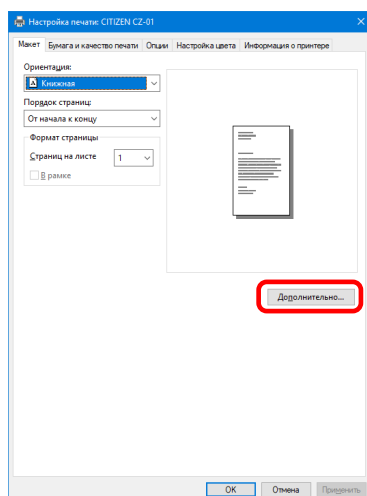 Настройка печати: CITIZEN CZ-01
Макет Бумага и качество печати Опции Настройка цвета Информация о принтере
Ориентация:
Книжная
Порядок страниц:
От начала к концу
Формат страницы
Страниц на листе 1
В рамке
Дополнительно...
OK Отмена Применить